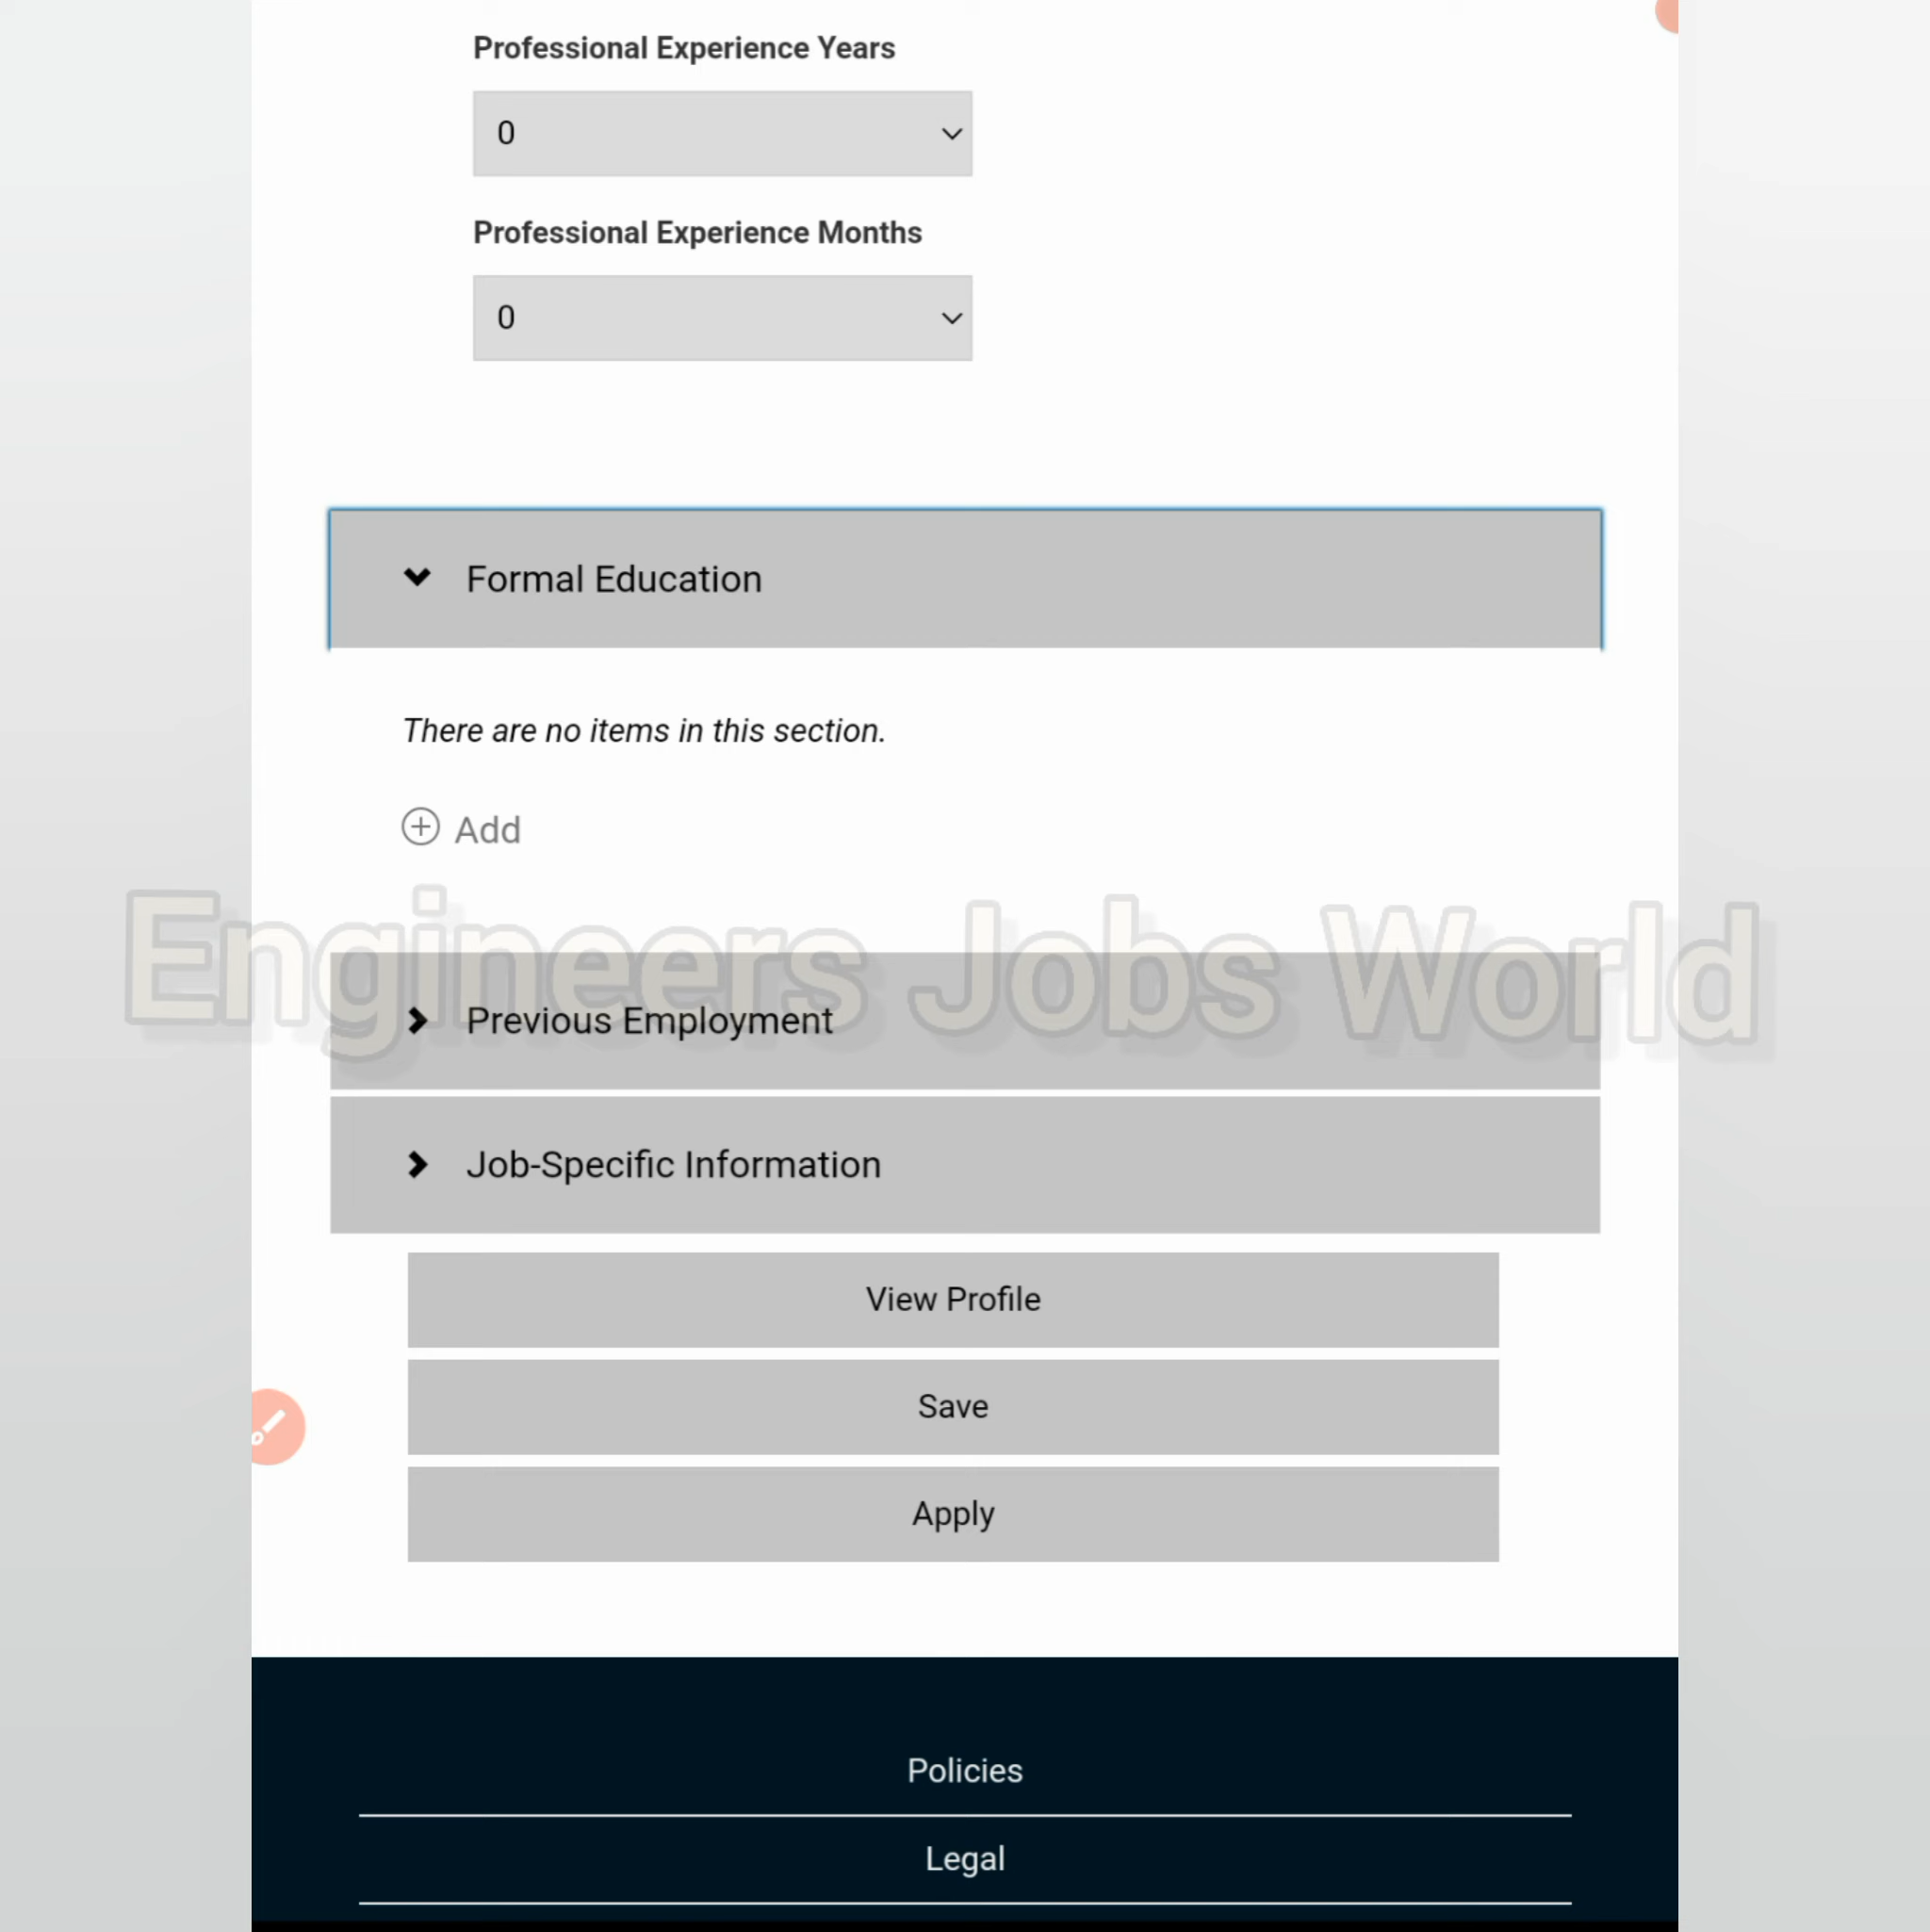 Professional Experience Years
0
Professional Experience Months
0
Formal Education
There are no items in this section.
Add
Engineers Jobs World
Previous Employment
Job-Specific Information
View Profile
Save
Apply
Policies
Legal